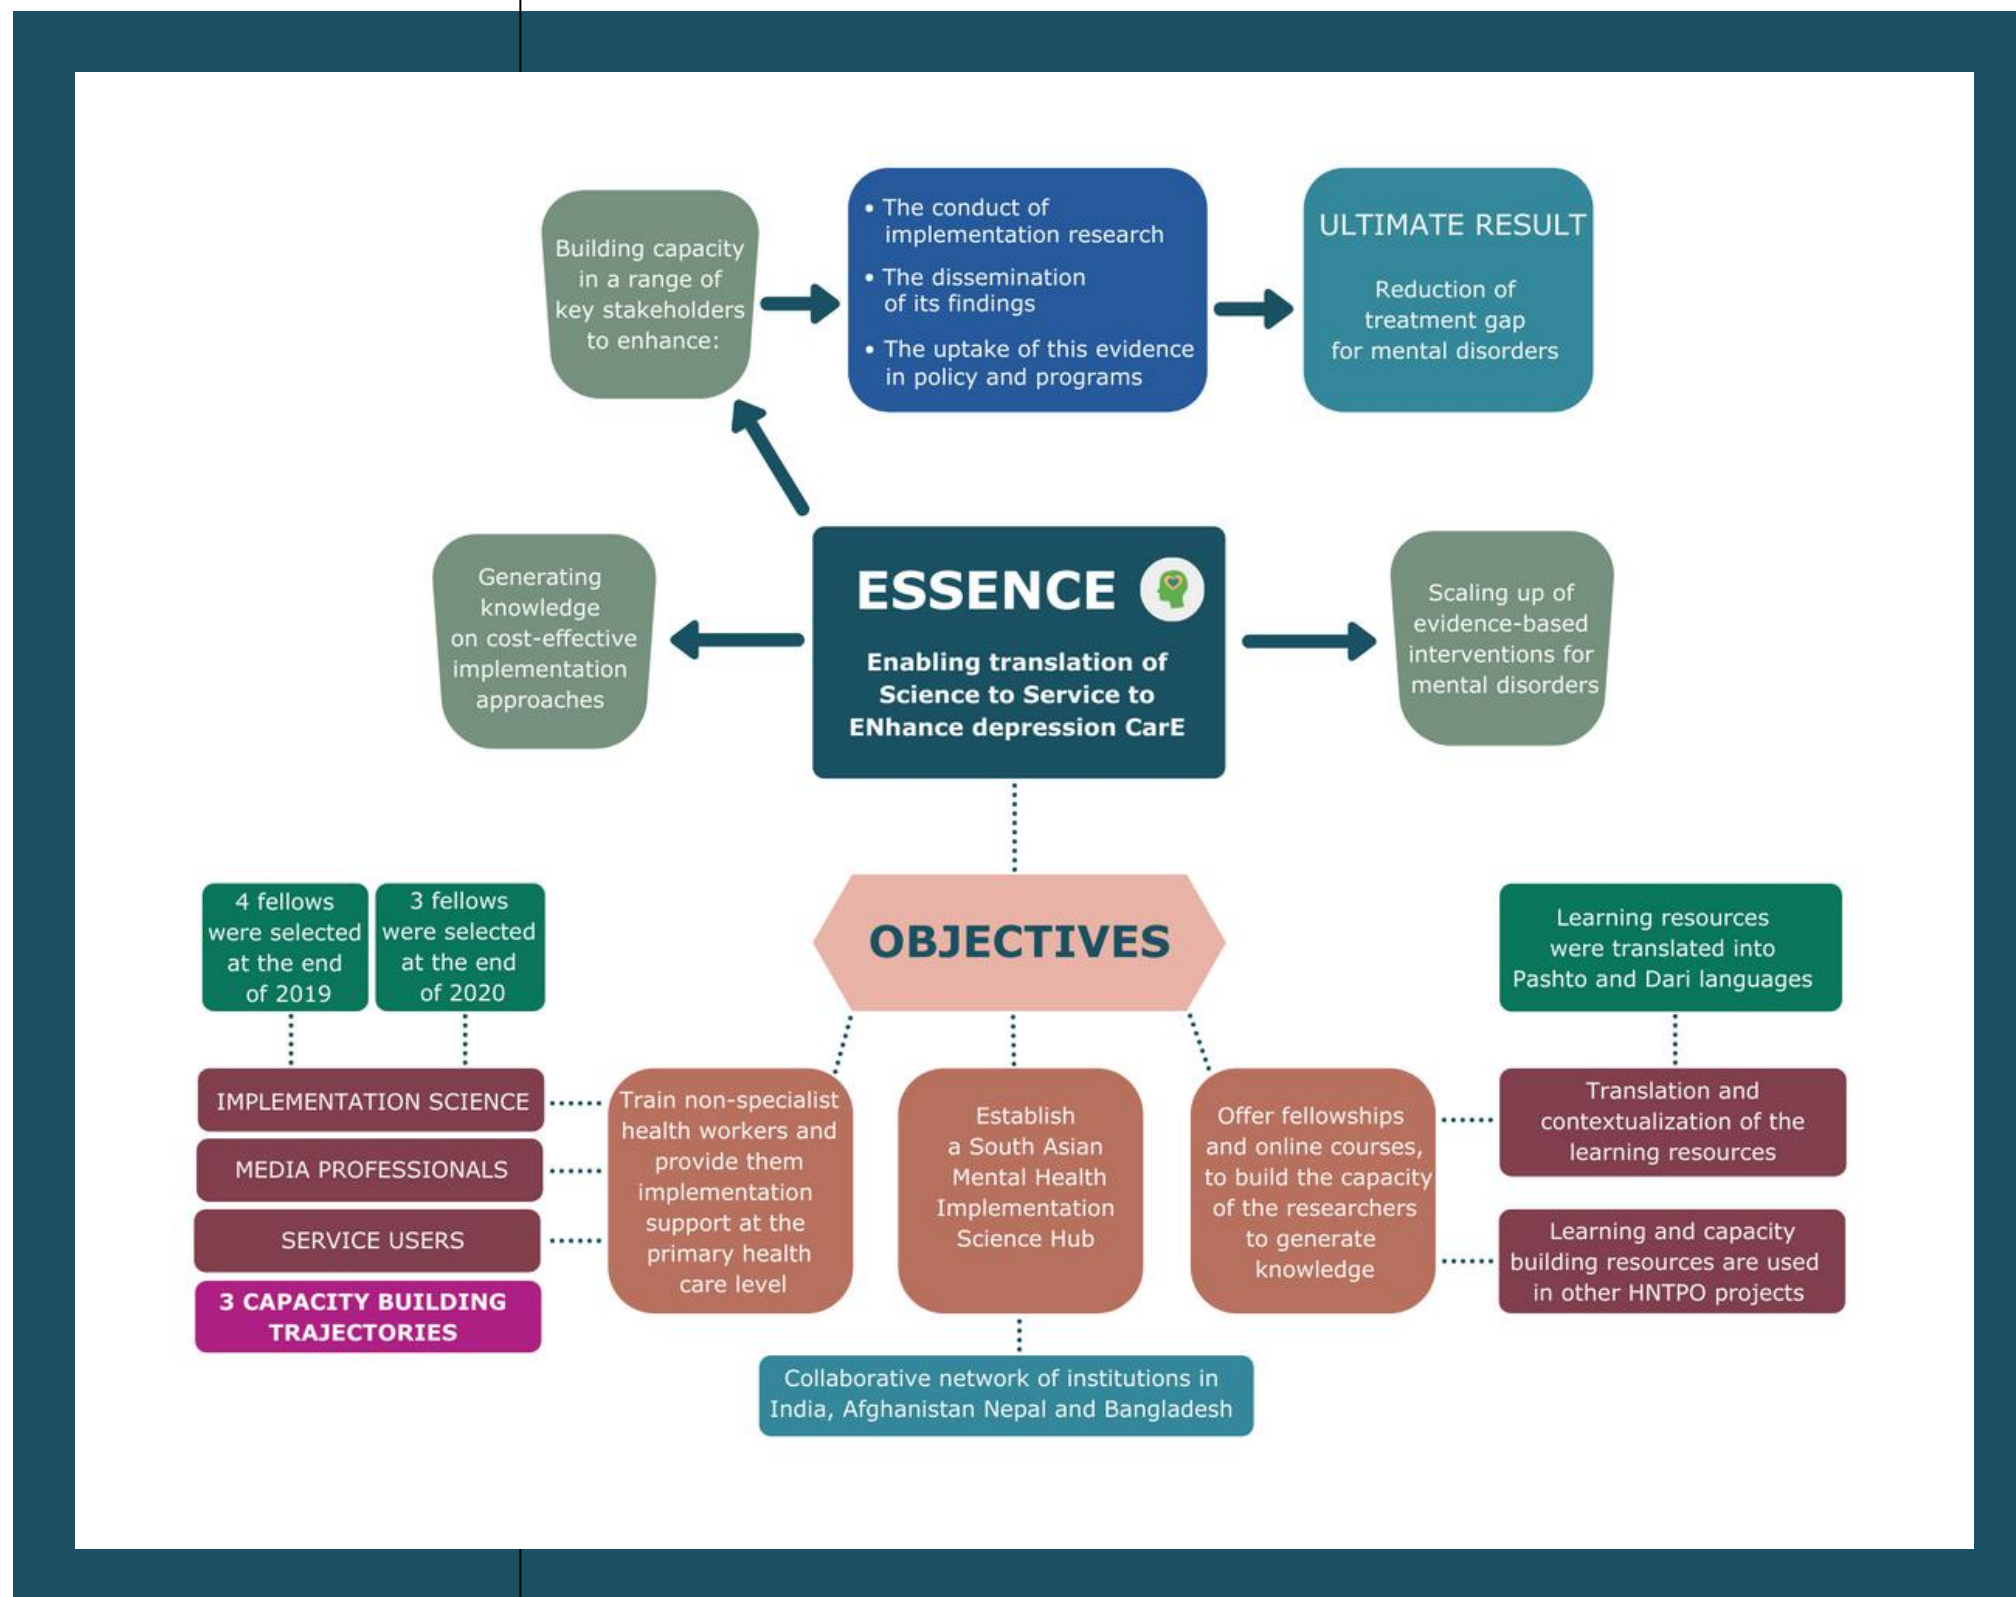 Building capacity
in a range of
key stakeholders
to enhance:
• The conduct of
implementation research
• The dissemination
of its findings
• The uptake of this evidence
in policy and programs
ULTIMATE RESULT
Reduction of
treatment gap
for mental disorders
Generating
knowledge
on cost-effective
implementation
approaches
ESSENCE
Enabling translation of
Science to Service to
ENhance depression CarE
Scaling up of
evidence-based
interventions for
mental disorders
OBJECTIVES
4 fellows
were selected
at the end
of 2019
3 fellows
were selected
at the end
of 2020
IMPLEMENTATION SCIENCE
MEDIA PROFESSIONALS
SERVICE USERS
3 CAPACITY BUILDING
TRAJECTORIES
Train non-specialist
health workers and
provide them
implementation
support at the
primary health
care level
Establish
a South Asian
Mental Health
Implementation
Science Hub
Offer fellowships
and online courses,
to build the capacity
of the researchers
to generate
knowledge
Learning resources
were translated into
Pashto and Dari languages
Translation and
contextualization of the
learning resources
Learning and capacity
building resources are used
in other HNTPO projects
Collaborative network of institutions in
India, Afghanistan Nepal and Bangladesh